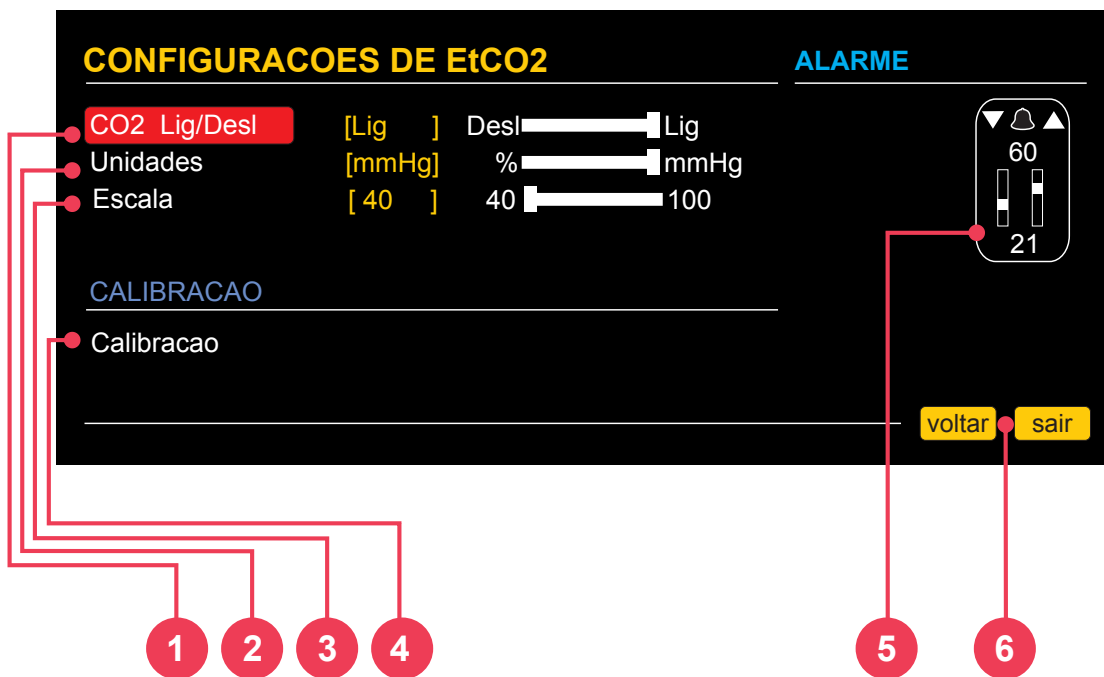 CONFIGURACOES DE EtCO2
ALARME
CO2 Lig/Desl [Lig ] Desl Lig
Unidades [mmHg] % mmHg
Escala [ 40 ] 40 100
60
21
CALIBRACAO
Calibracao
voltar sair
1 2 3 4 5 6